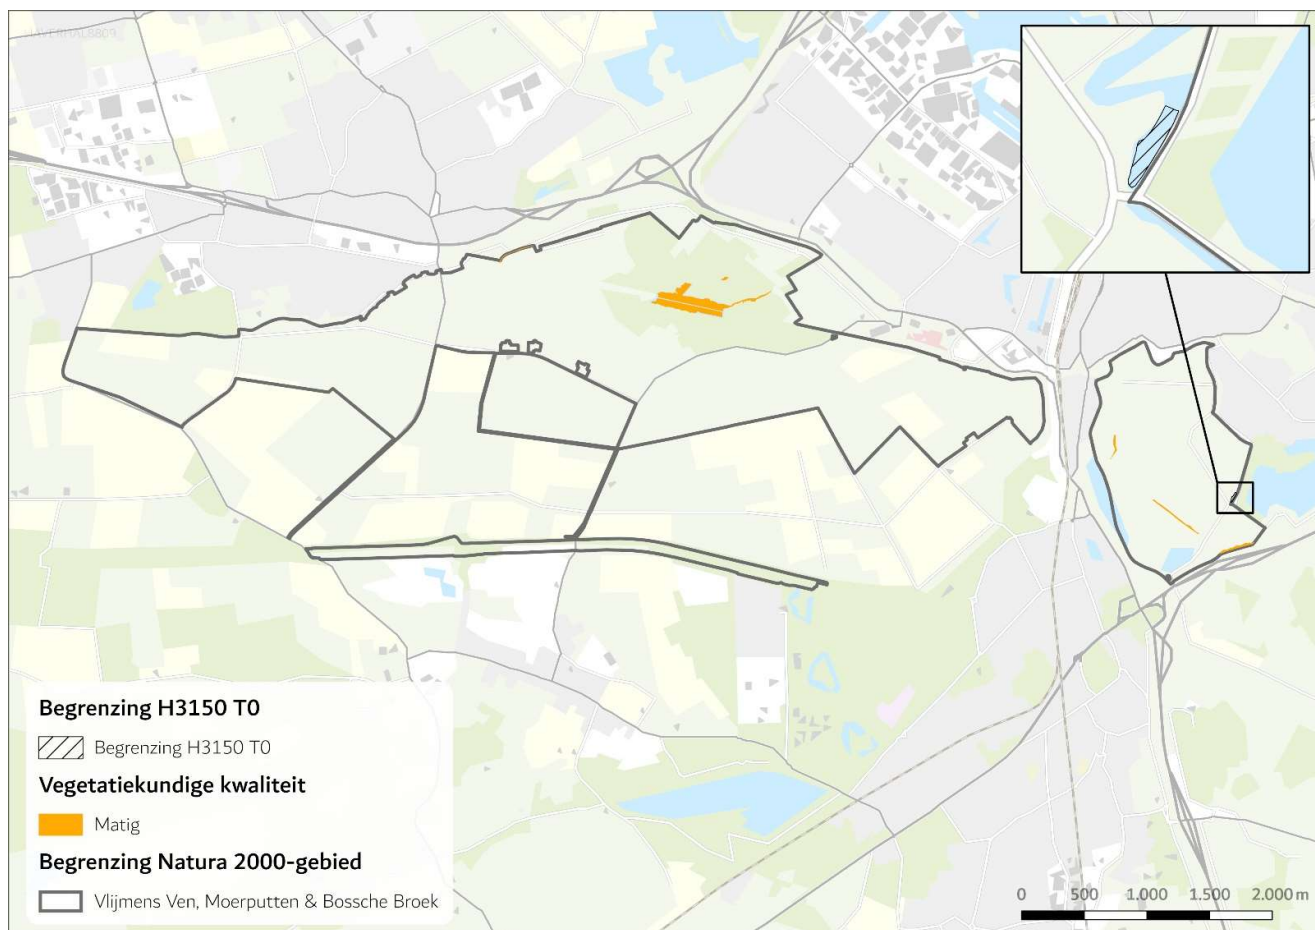 Begrenzing H3150 T0
Begrenzing H3150 T0
Vegetatiekundige kwaliteit
Matig
Begrenzing Natura 2000-gebied
Vlijmens Ven, Moerputten & Bossche Broek
0 500 1.000 1.500 2.000 m